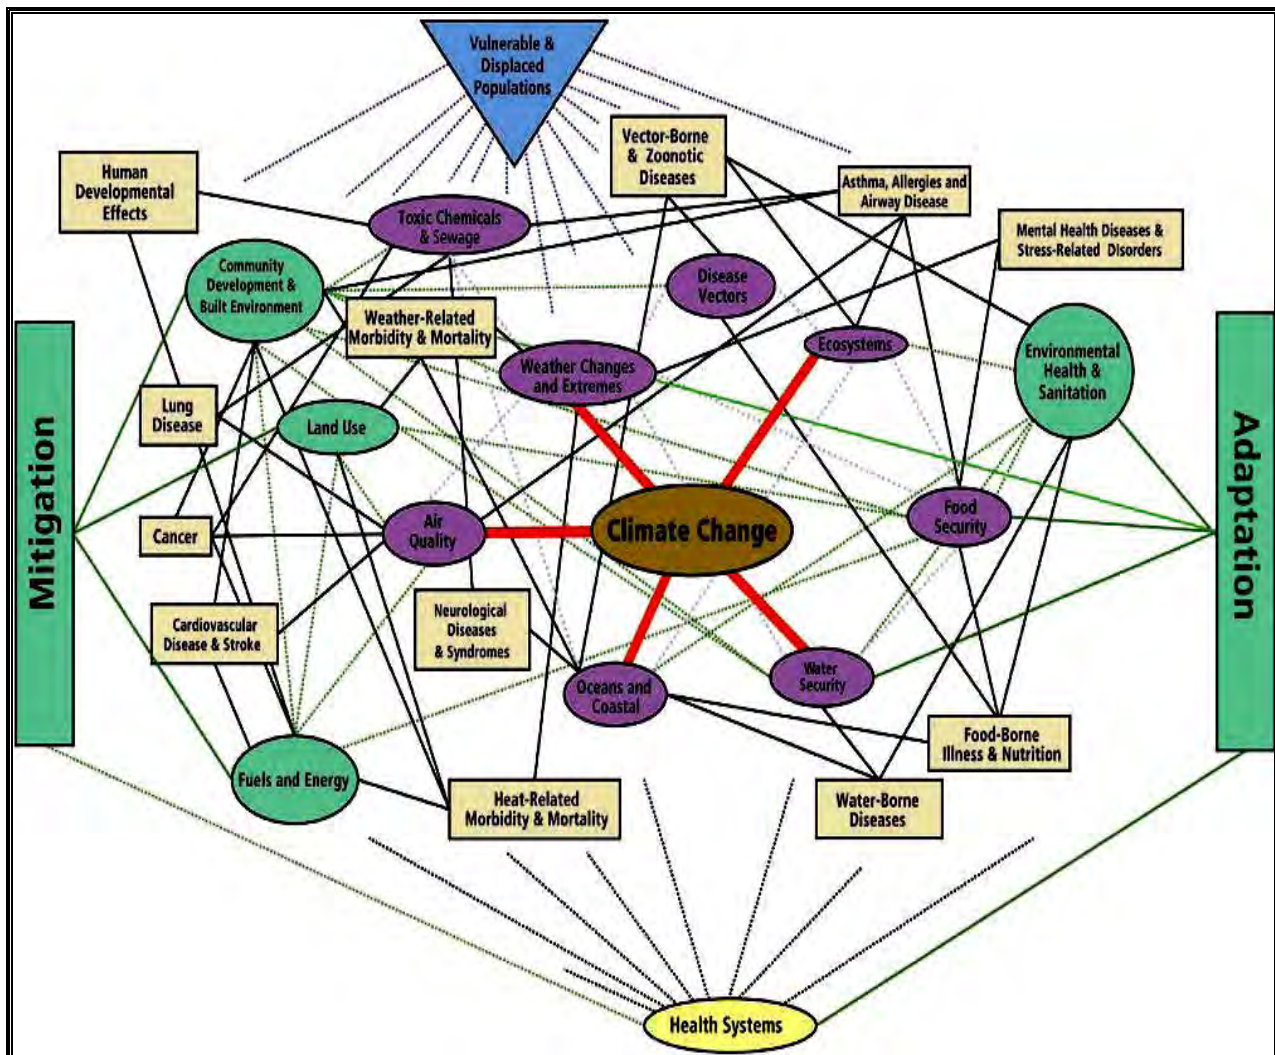 Vulnerable &
Displaced
Populations
Vector-Borne
& Zoonotic
Diseases
Human
Developmental
Effects
Asthma, Allergies and
Airway Disease
Toxic Chemicals
& Sewage
Mental Health Diseases &
Stress-Related Disorders
Community
Development &
Built Environment
Disease
Vectors
Weather-Related
Morbidity & Mortality
Ecosystems
Environmental
Health &
Sanitation
Weather Changes
and Extremes
Lung
Disease
Land Use
Mitigation
Adaptation
Cancer
Air
Quality
Climate Change
Food
Security
Cardiovascular
Disease & Stroke
Neurological
Diseases
& Syndromes
Oceans and
Coastal
Water
Security
Food-Borne
Illness & Nutrition
Fuels and Energy
Heat-Related
Morbidity & Mortality
Water-Borne
Diseases
Health Systems